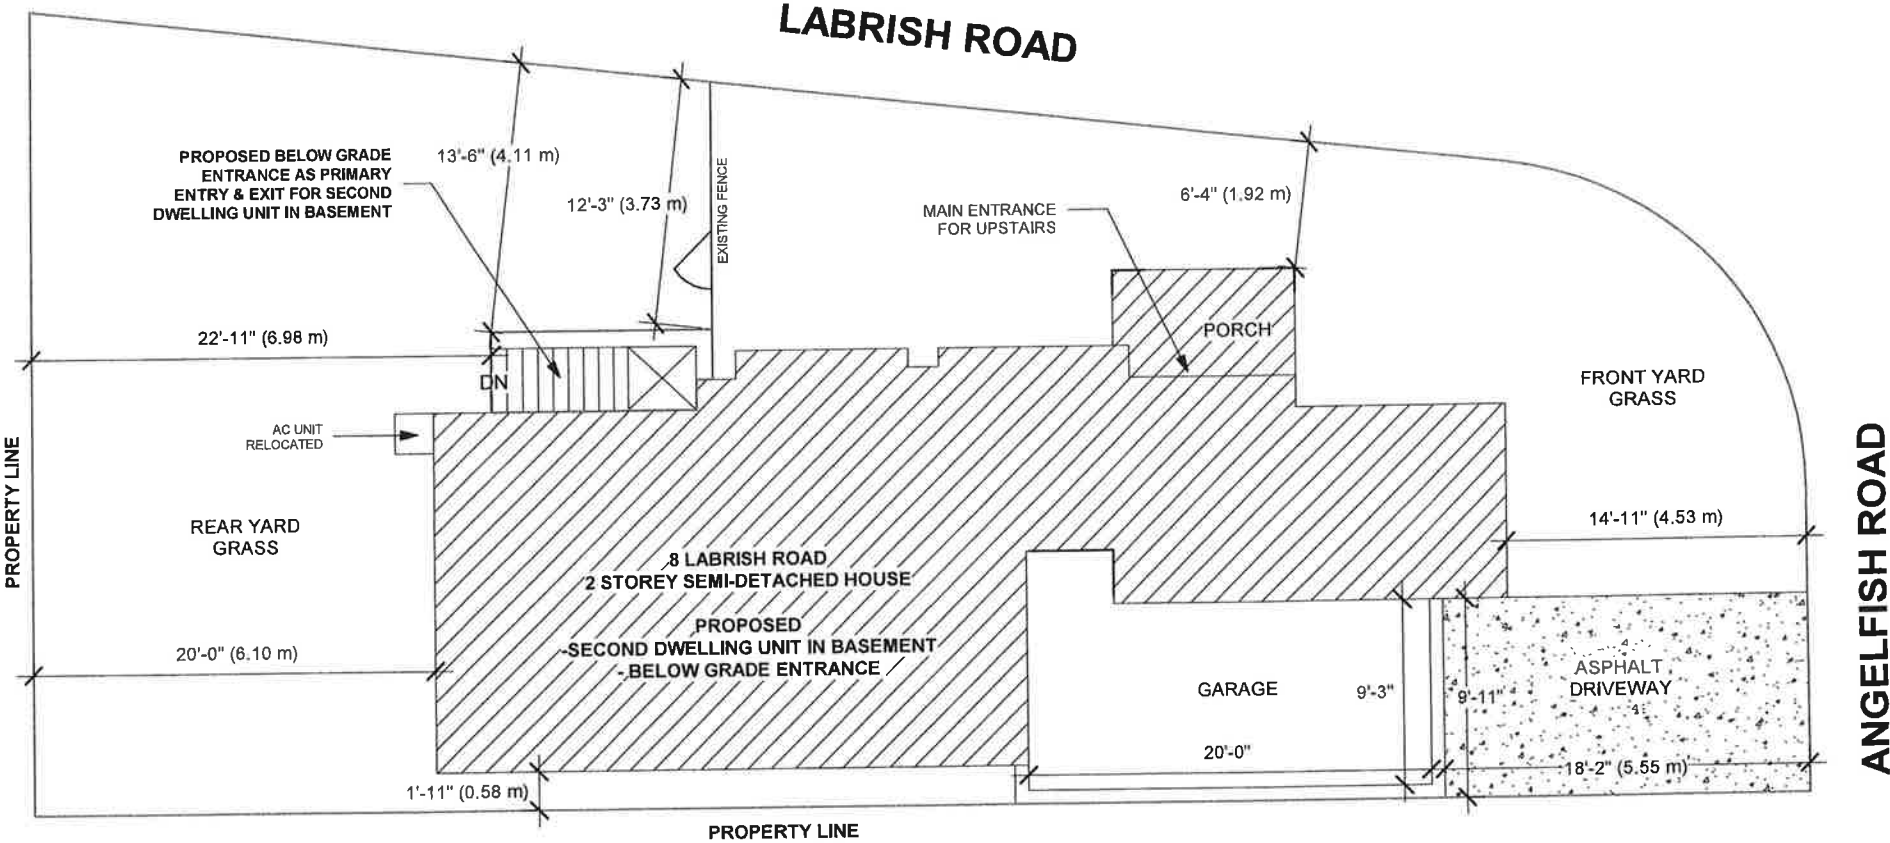 LABRISH ROAD
PROPOSED BELOW GRADE
ENTRANCE AS PRIMARY
ENTRY & EXIT FOR SECOND
DWELLING UNIT IN BASEMENT
13'-6" (4.11 m)
12'-3" (3.73 m)
EXISTING FENCE
6'-4" (1.92 m)
MAIN ENTRANCE
FOR UPSTAIRS
PORCH
22'-11" (6.98 m)
DN
FRONT YARD
GRASS
AC UNIT
RELOCATED
PROPERTY LINE
REAR YARD
GRASS
14'-11" (4.53 m)
ANGELFISH ROAD
8 LABRISH ROAD
2 STOREY SEMI-DETACHED HOUSE
PROPOSED
-SECOND DWELLING UNIT IN BASEMENT
- BELOW GRADE ENTRANCE
20'-0" (6.10 m)
GARAGE
9'-3"
9'-11"
ASPHALT
DRIVEWAY
20'-0"
18'-2" (5.55 m)
1'-11" (0.58 m)
PROPERTY LINE